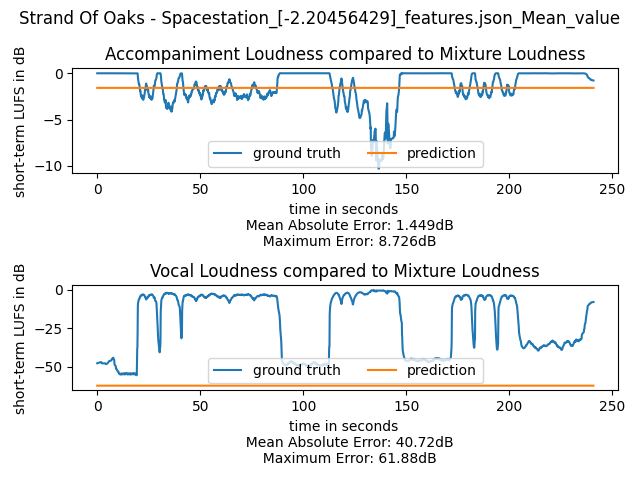 Strand Of Oaks - Spacestation_[-2.20456429]_features.json_Mean_value
Accompaniment Loudness compared to Mixture Loudness
short-term LUFS in dB
0
−5
−10
ground truth
prediction
0 50 100 150 200 250
time in seconds
Mean Absolute Error: 1.449dB
Maximum Error: 8.726dB
Vocal Loudness compared to Mixture Loudness
short-term LUFS in dB
0
−25
−50
ground truth
prediction
0 50 100 150 200 250
time in seconds
Mean Absolute Error: 40.72dB
Maximum Error: 61.88dB